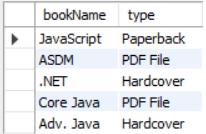 bookName type
JavaScript Paperback
ASDM PDF File
.NET Hardcover
Core Java PDF File
Adv. Java Hardcover